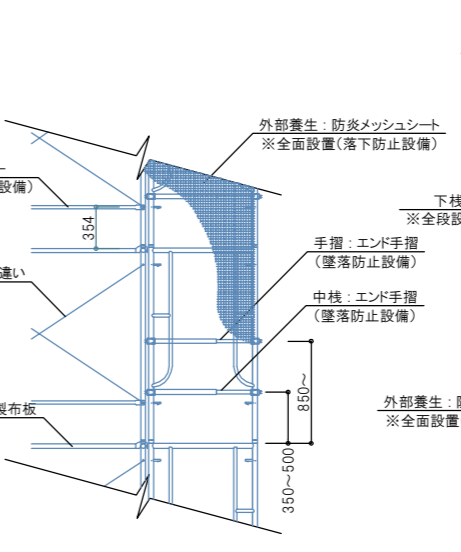 外部養生：防炎メッシュシート
※全面設置(落下防止設備)
設備)
下桟
※全段設
354
手摺：エンド手摺
(墜落防止設備)
違い
中桟：エンド手摺
(墜落防止設備)
850～
製布板
外部養生：防
※全面設置
350～500